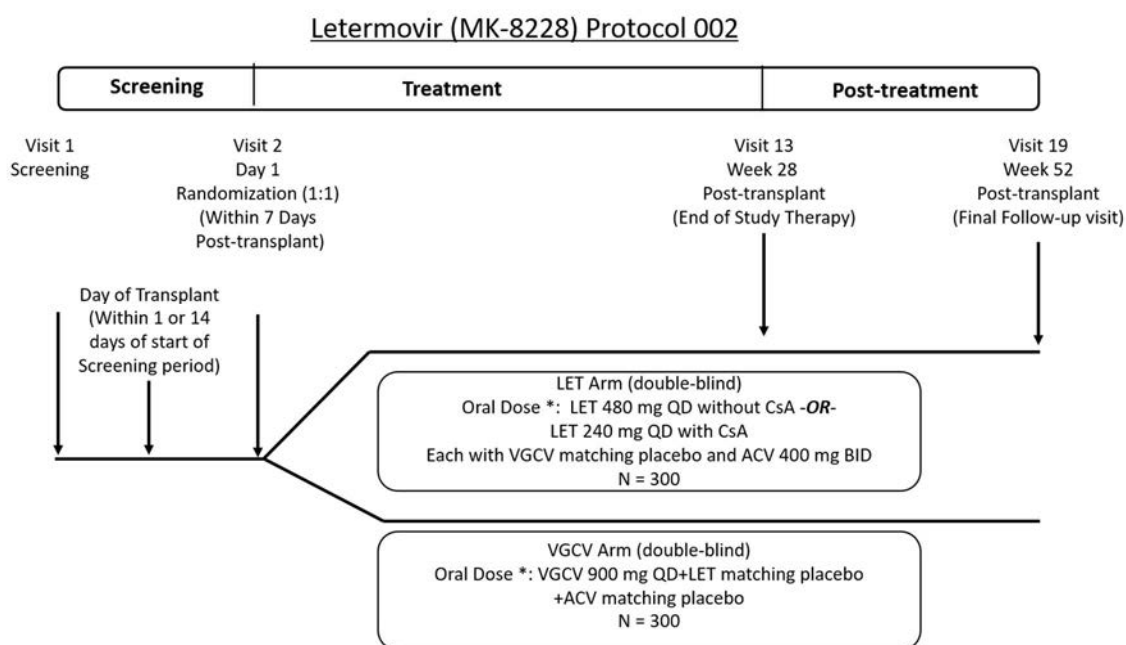 Letermovir (MK-8228) Protocol 002
Screening
Treatment
Post-treatment
Visit 1
Screening
Visit 2
Day 1
Randomization (1:1)
(Within 7 Days
Post-transplant)
Visit 13
Week 28
Post-transplant
(End of Study Therapy)
Visit 19
Week 52
Post-transplant
(Final Follow-up visit)
Day of Transplant
(Within 1 or 14
days of start of
Screening period)
LET Arm (double-blind)
Oral Dose *: LET 480 mg QD without CsA -OR-
LET 240 mg QD with CsA
Each with VGCV matching placebo and ACV 400 mg BID
N = 300
VGCV Arm (double-blind)
Oral Dose *: VGCV 900 mg QD+LET matching placebo
+ACV matching placebo
N = 300